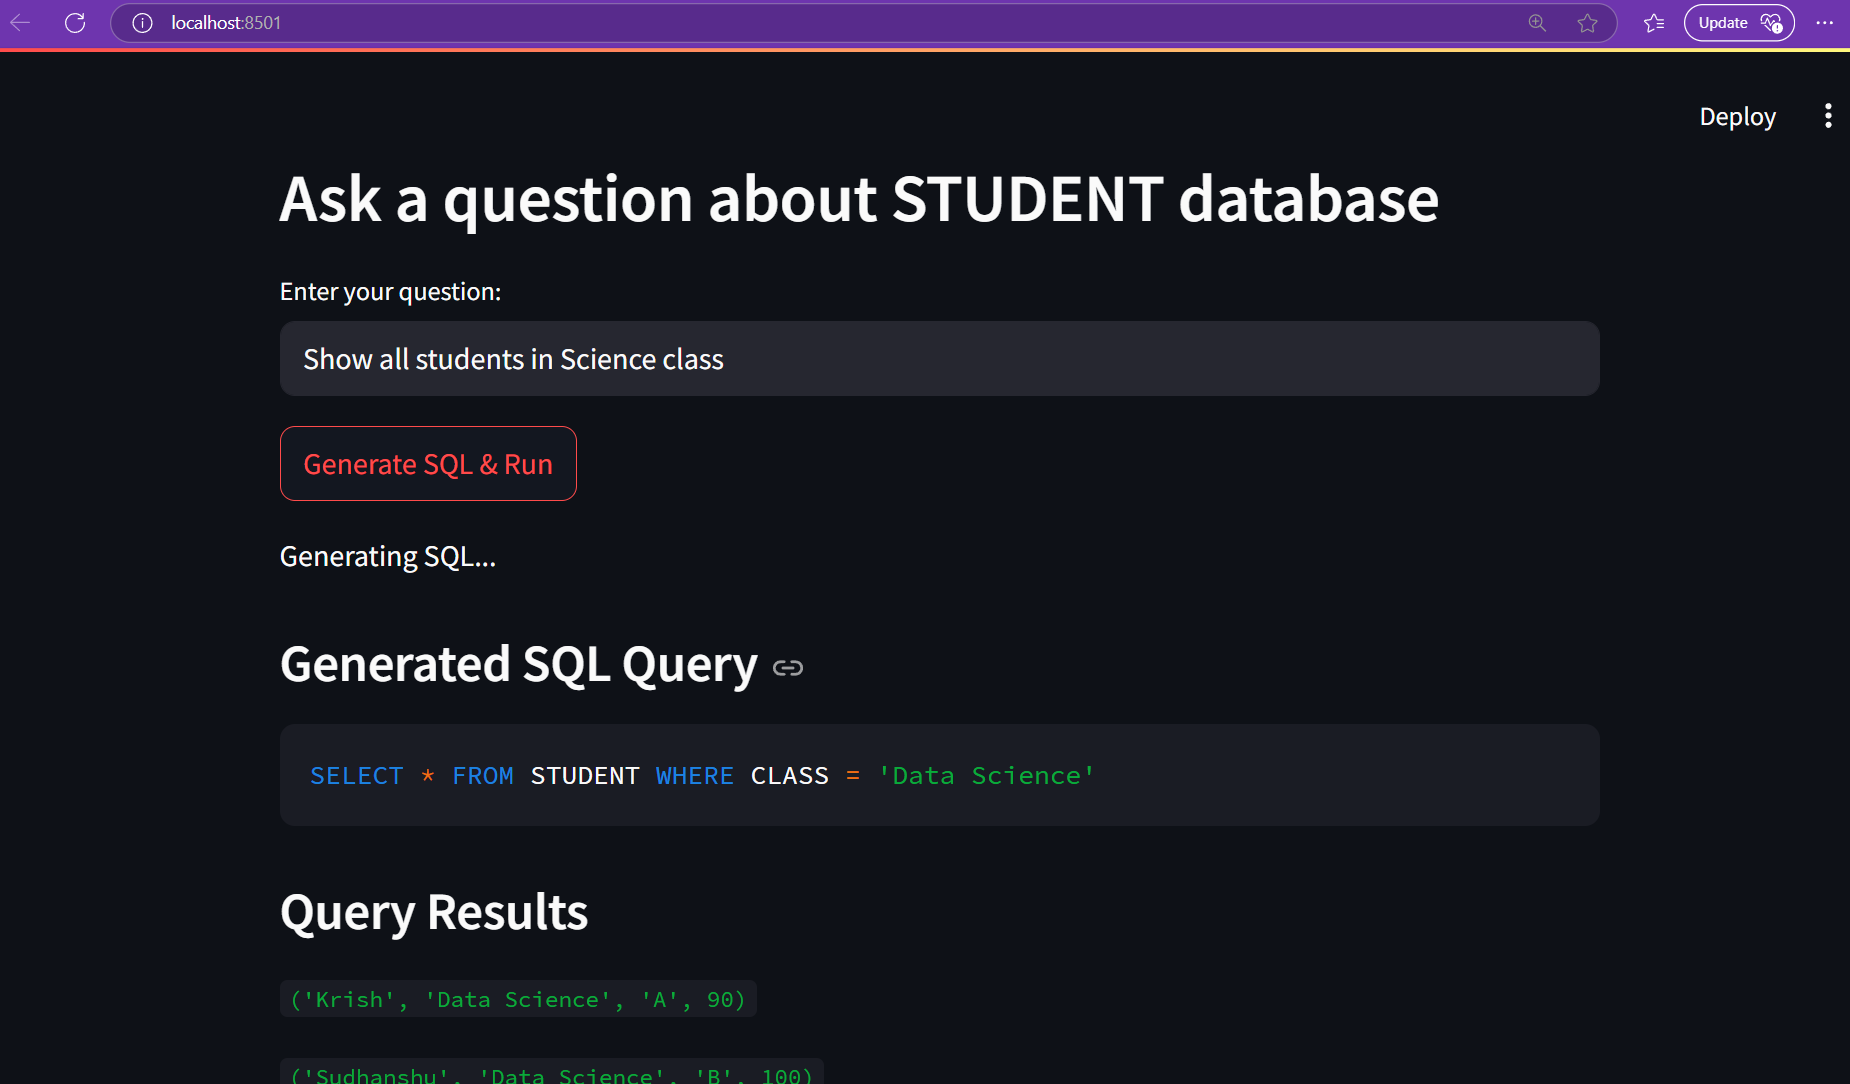 localhost:8501
Update
Deploy
Ask a question about STUDENT database
Enter your question:
Show all students in Science class
Generate SQL & Run
Generating SQL...
Generated SQL Query
SELECT * FROM STUDENT WHERE CLASS = 'Data Science'
Query Results
('Krish', 'Data Science', 'A', 90)
('Sudhanshu', 'Data Science', 'B', 100)